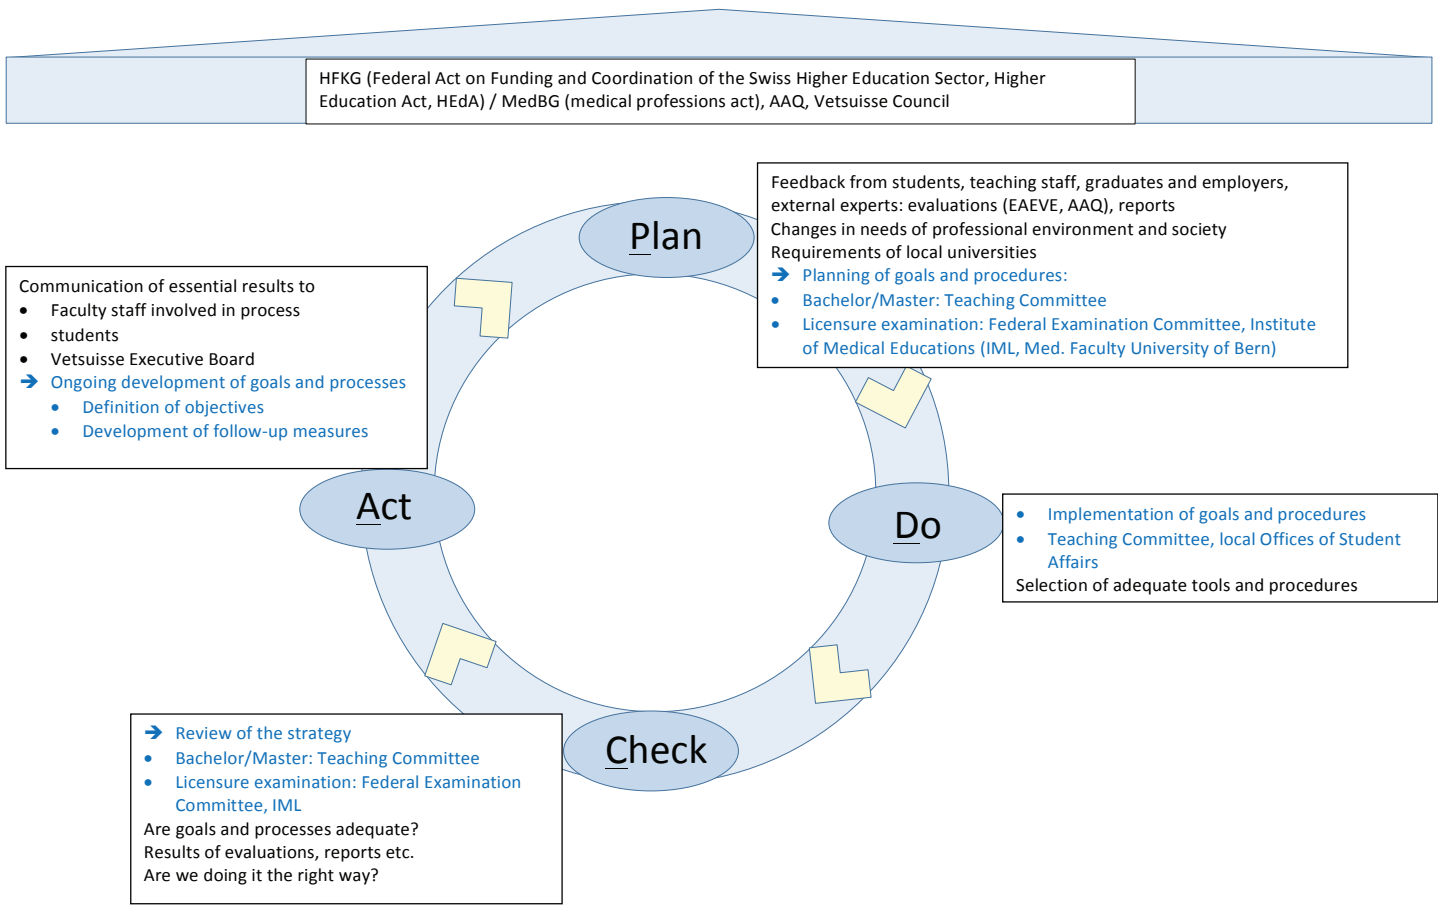 HFKG (Federal Act on Funding and Coordination of the Swiss Higher Education Sector, Higher
Education Act, HEdA) / MedBG (medical professions act), AAQ, Vetsuisse Council
Plan
Feedback from students, teaching staff, graduates and employers,
external experts: evaluations (EAEVE, AAQ), reports
Changes in needs of professional environment and society
Requirements of local universities
➔ Planning of goals and procedures:
• Bachelor/Master: Teaching Committee
• Licensure examination: Federal Examination Committee, Institute
of Medical Educations (IML, Med. Faculty University of Bern)
Communication of essential results to
• Faculty staff involved in process
• students
• Vetsuisse Executive Board
➔ Ongoing development of goals and processes
• Definition of objectives
• Development of follow-up measures
Act
Do
• Implementation of goals and procedures
• Teaching Committee, local Offices of Student
Affairs
Selection of adequate tools and procedures
Check
➔ Review of the strategy
• Bachelor/Master: Teaching Committee
• Licensure examination: Federal Examination
Committee, IML
Are goals and processes adequate?
Results of evaluations, reports etc.
Are we doing it the right way?